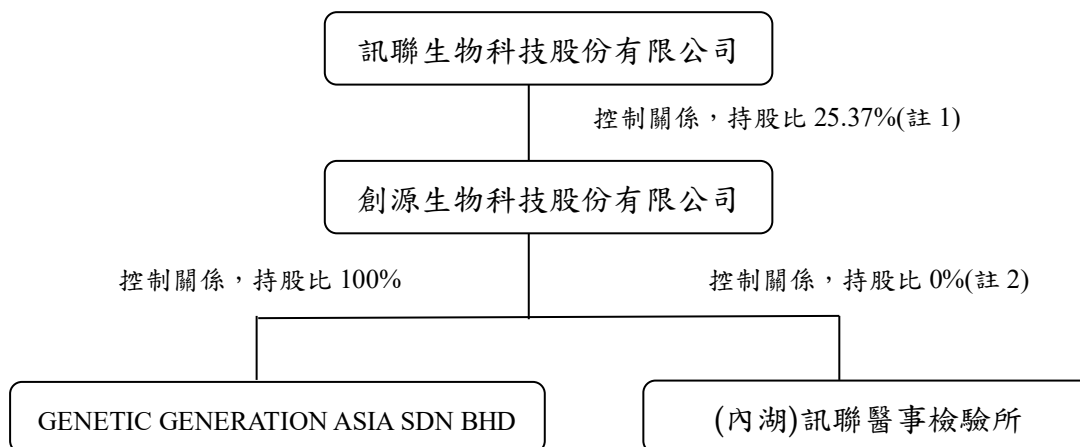 訊聯生物科技股份有限公司
控制關係，持股比 25.37%(註 1)
創源生物科技股份有限公司
控制關係，持股比 100%
控制關係，持股比 0%(註 2)
GENETIC GENERATION ASIA SDN BHD
(內湖)訊聯醫事檢驗所